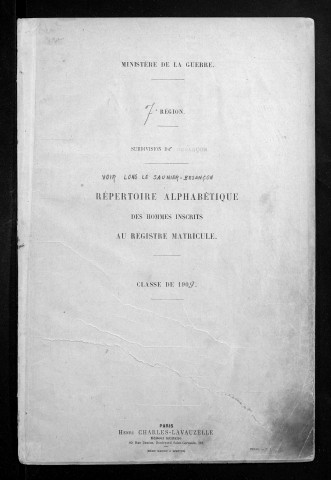 MINISTÈRE DE LA GUERRE.
7e RÉGION.
SUBDIVISION DE
VOIR LONS LE SAUNIER - BESANÇON
RÉPERTOIRE ALPHABÉTIQUE
DES HOMMES INSCRITS
AU REGISTRE MATRICULE.
CLASSE DE 1909.
PARIS
HENRI CHARLES-LAVAUZELLE